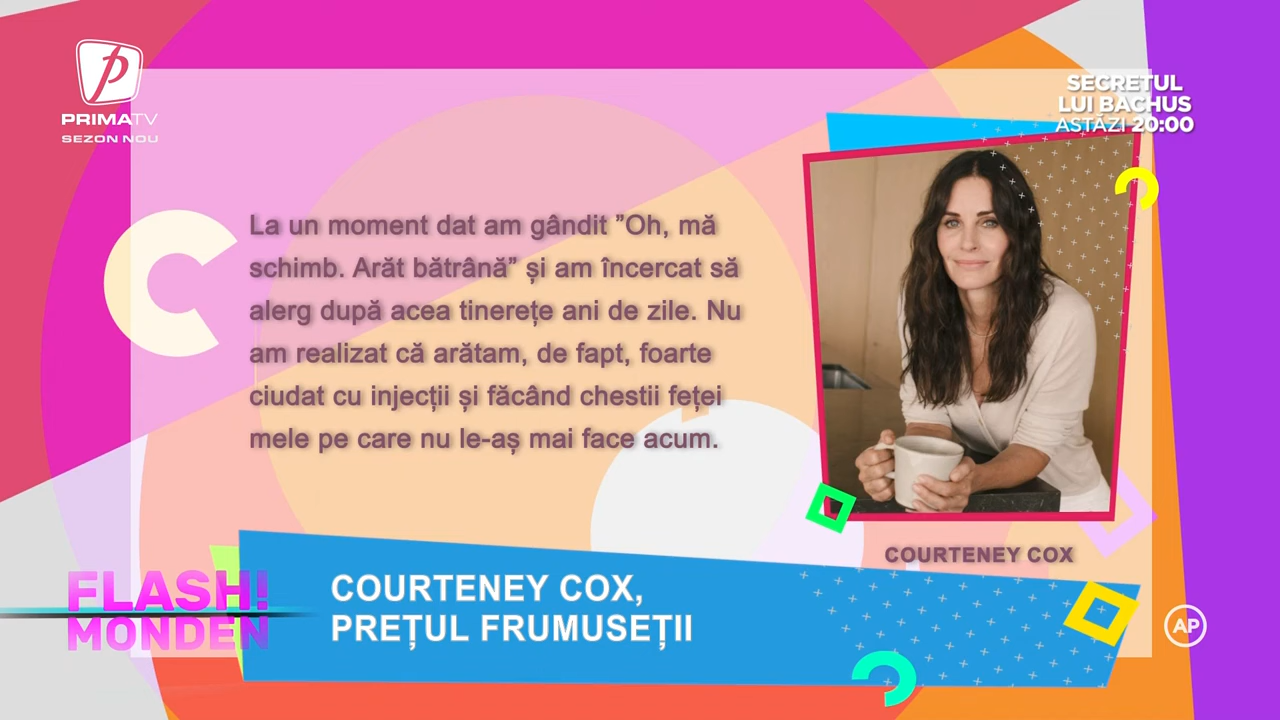 PRIMATV
SEZON NOU
SECRETUL
LUI BACHUS
ASTĂZI 20:00
La un moment dat am gândit ”Oh, mă
schimb. Arăt bătrână” și am încercat să
alerg după acea tinerețe ani de zile. Nu
am realizat că arătam, de fapt, foarte
ciudat cu injecții și făcând chestii feței
mele pe care nu le-aș mai face acum.
COURTENEY COX
FLASH!
MONDEN
COURTENEY COX,
PREȚUL FRUMUSEȚII
AP